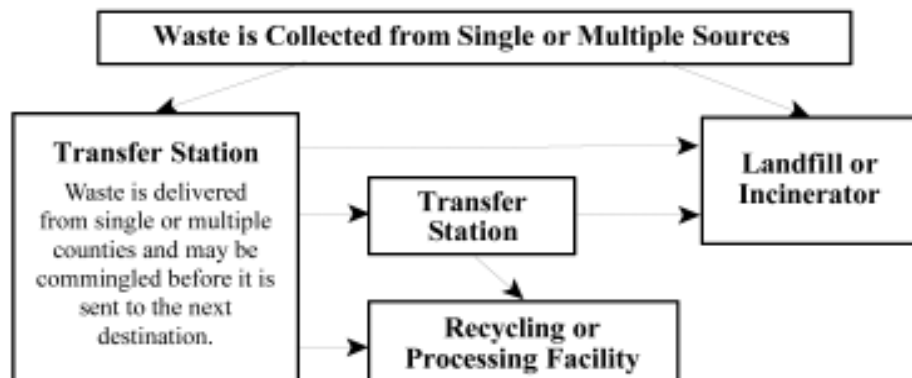 Waste is Collected from Single or Multiple Sources
Transfer Station
Waste is delivered
from single or multiple
counties and may be
commingled before it is
sent to the next
destination.
Transfer
Station
Landfill or
Incinerator
Recycling or
Processing Facility